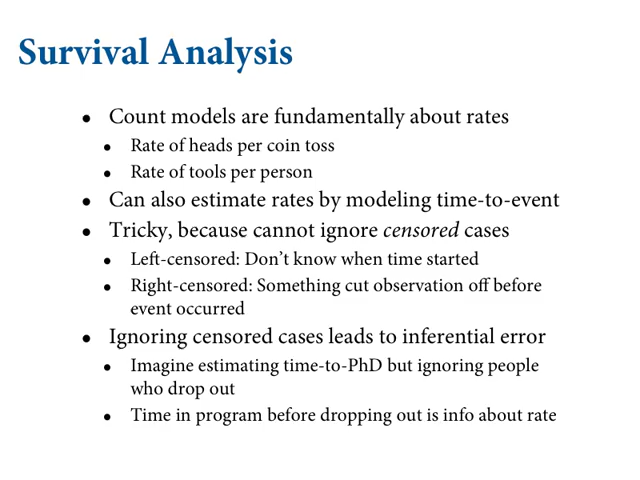 Survival Analysis
• Count models are fundamentally about rates
• Rate of heads per coin toss
• Rate of tools per person
• Can also estimate rates by modeling time-to-event
• Tricky, because cannot ignore censored cases
• Left-censored: Don’t know when time started
• Right-censored: Something cut observation off before
event occurred
• Ignoring censored cases leads to inferential error
• Imagine estimating time-to-PhD but ignoring people
who drop out
• Time in program before dropping out is info about rate